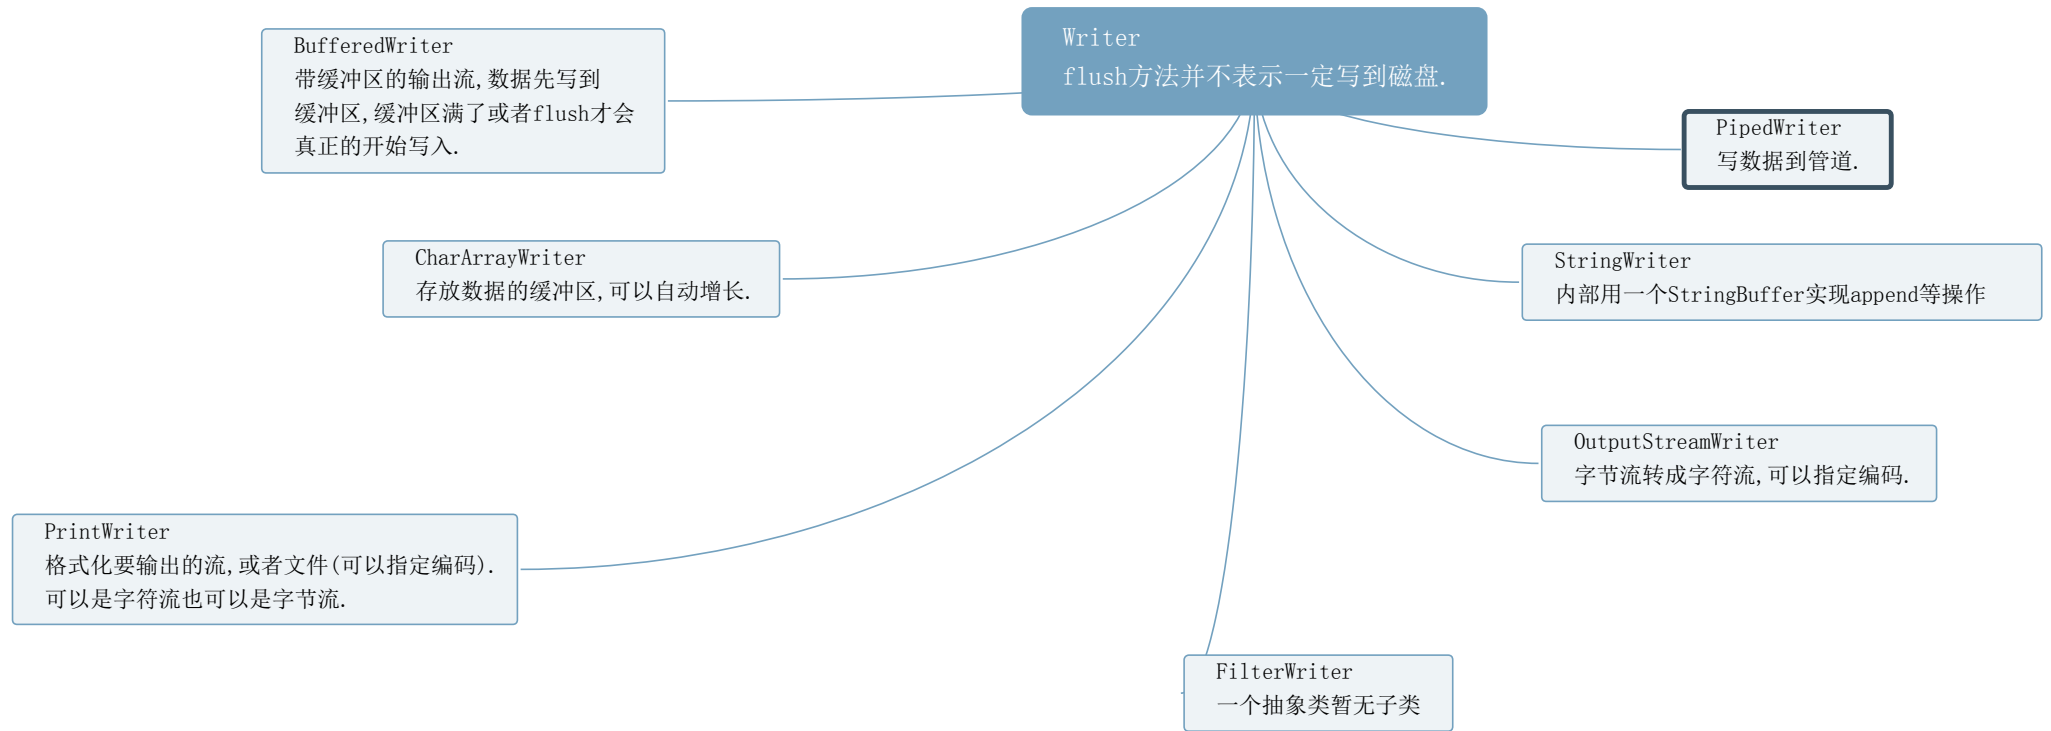 Writer
flush方法并不表示一定写到磁盘.
BufferedWriter
带缓冲区的输出流,数据先写到
缓冲区,缓冲区满了或者flush才会
真正的开始写入.
PipedWriter
写数据到管道.
CharArrayWriter
存放数据的缓冲区,可以自动增长.
StringWriter
内部用一个StringBuffer实现append等操作
OutputStreamWriter
字节流转成字符流,可以指定编码.
PrintWriter
格式化要输出的流,或者文件(可以指定编码).
可以是字符流也可以是字节流.
FilterWriter
一个抽象类暂无子类